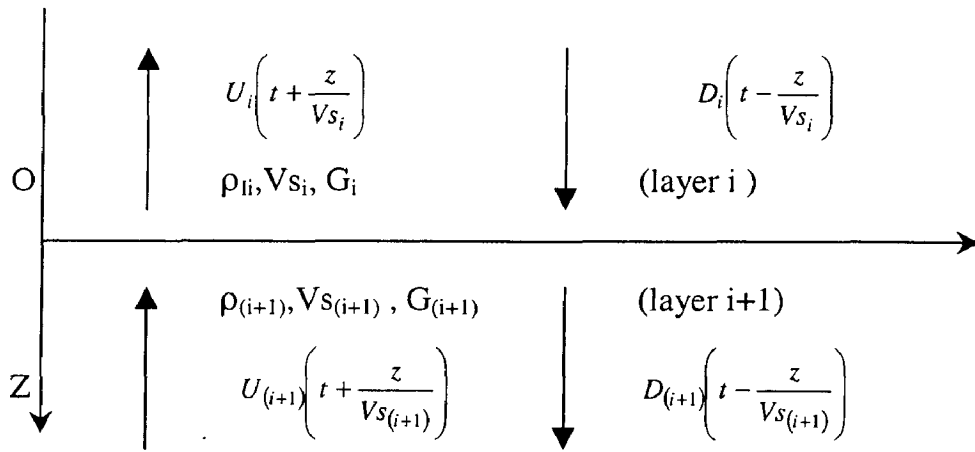 U_i(t + z/Vs_i) D_i(t − z/Vs_i)
O ρ_Ii,Vs_i, G_i (layer i )
ρ_(i+1),Vs_(i+1) , G_(i+1) (layer i+1)
Z U_(i+1)(t + z/Vs_(i+1)) D_(i+1)(t − z/Vs_(i+1))